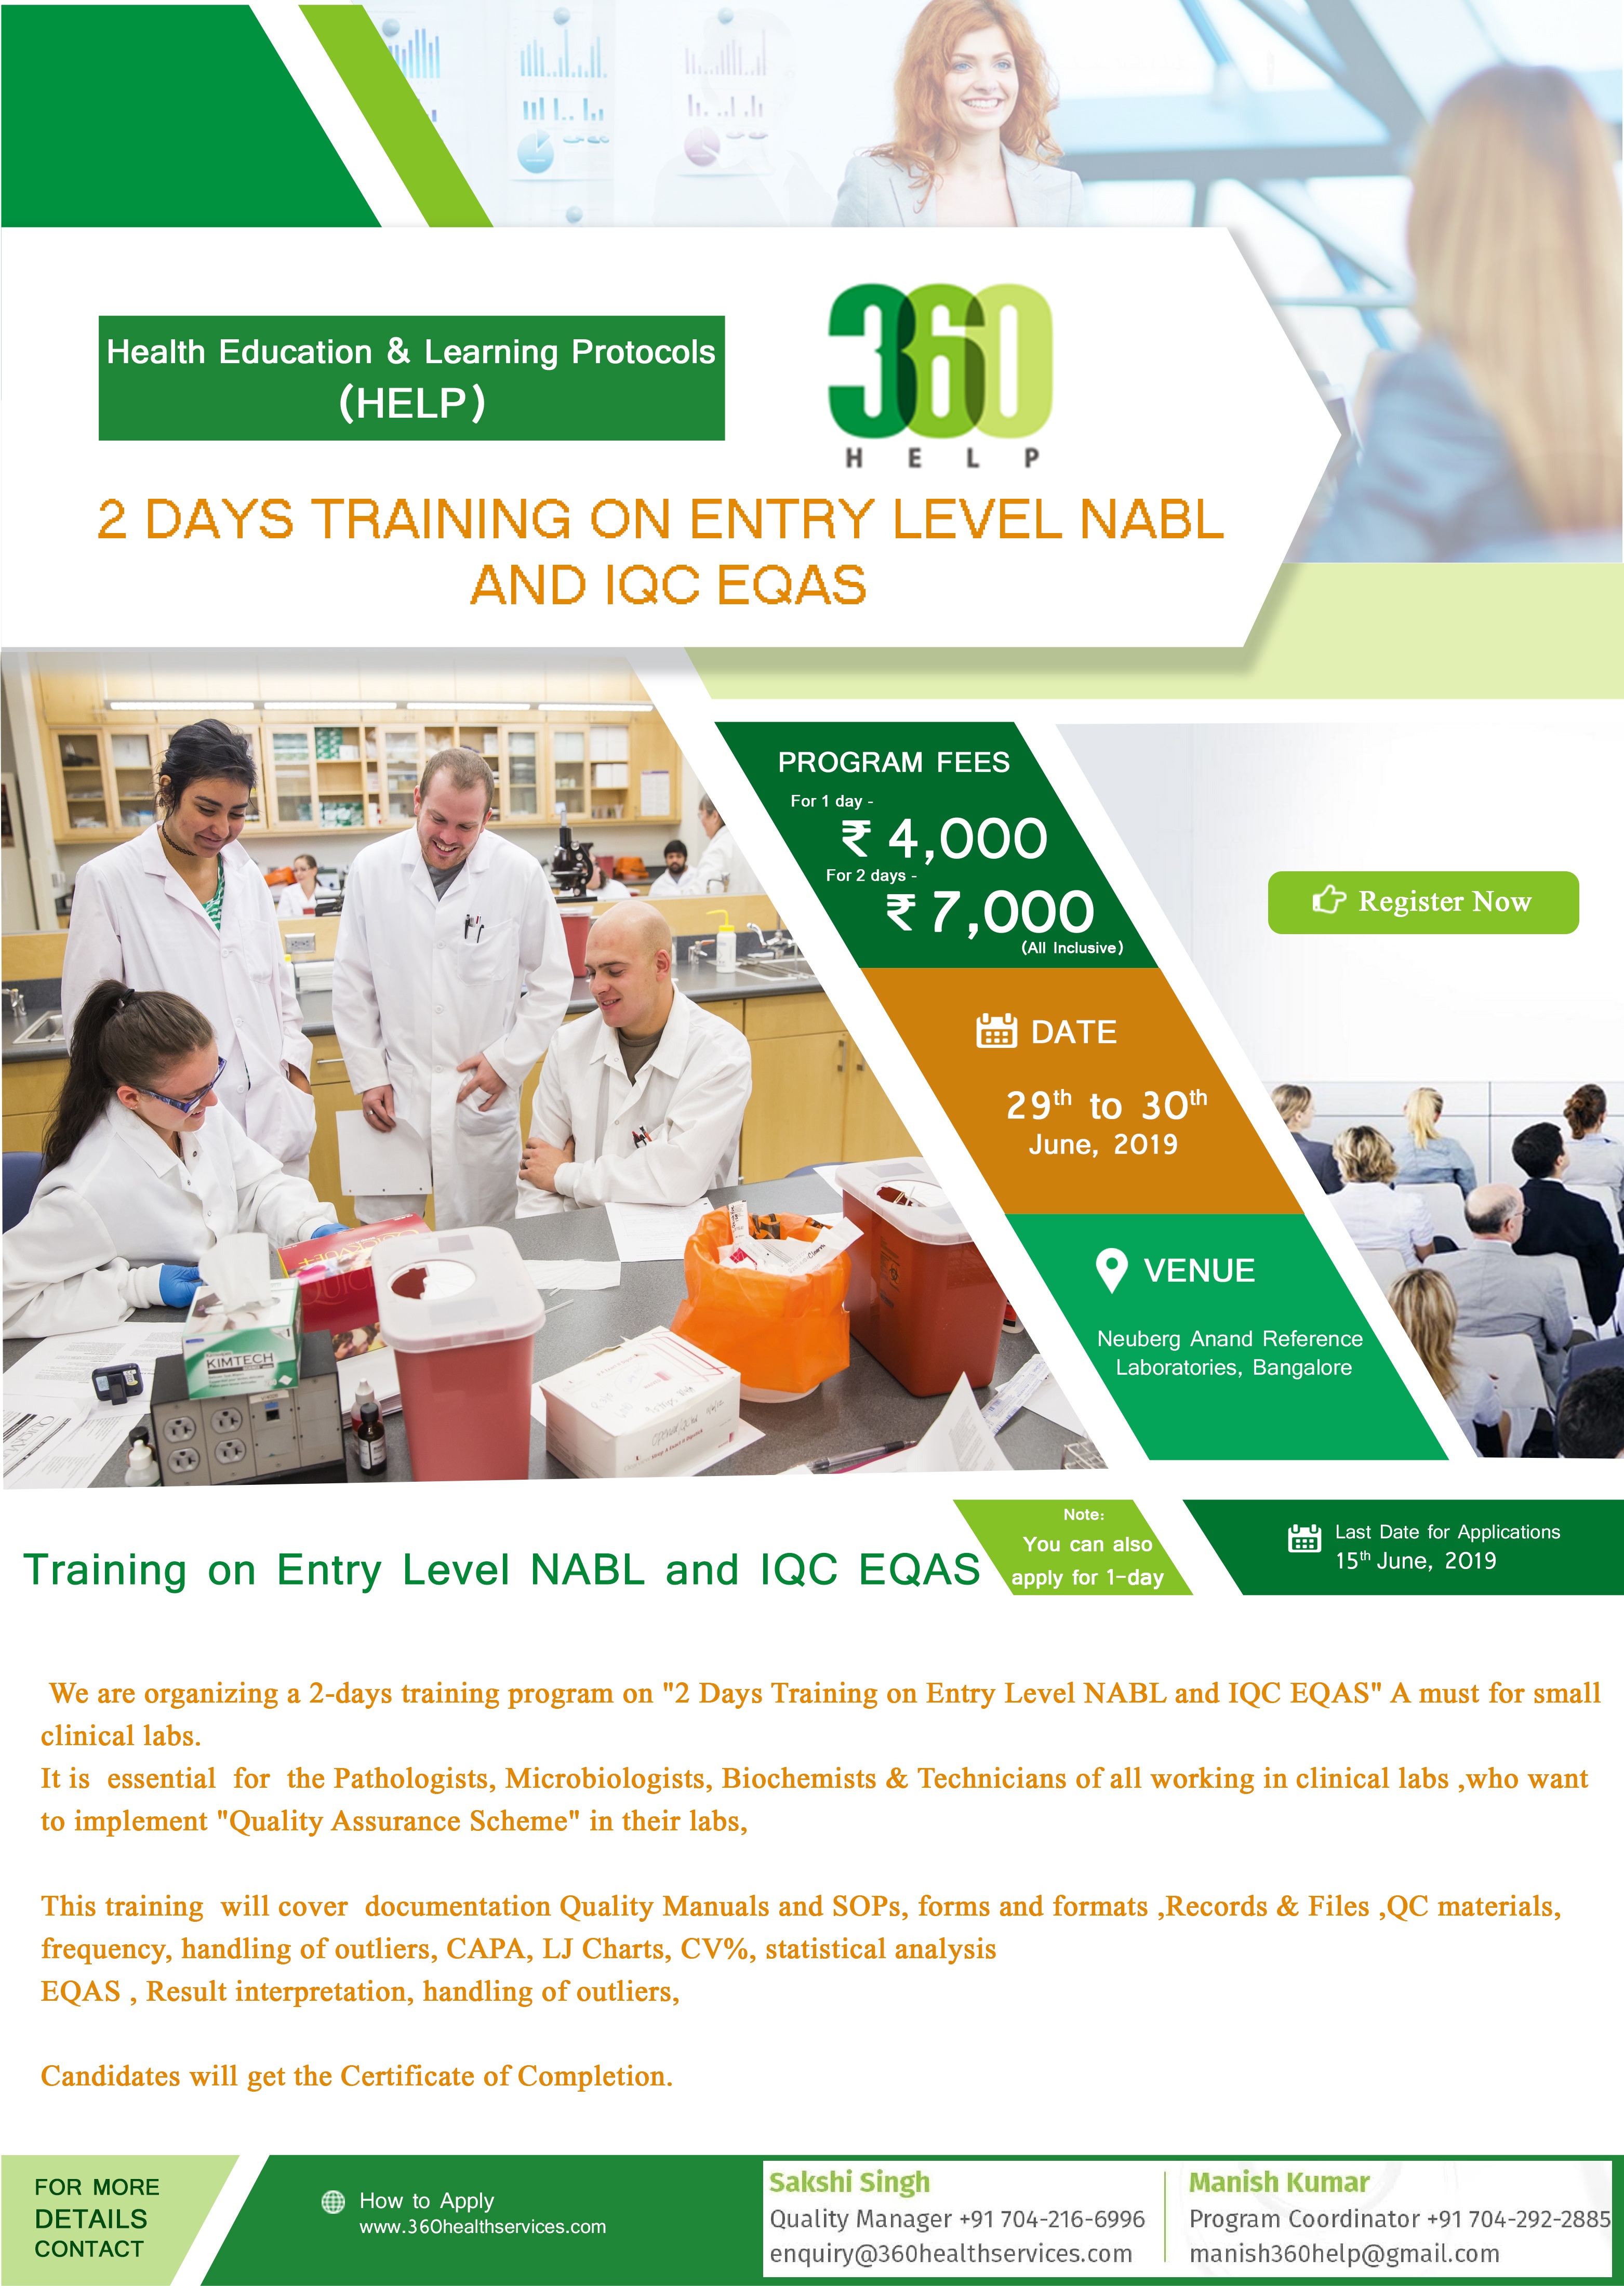 Health Education & Learning Protocols
(HELP)
360
HELP
2 DAYS TRAINING ON ENTRY LEVEL NABL
AND IQC EQAS
PROGRAM FEES
For 1 day -
₹ 4,000
For 2 days -
₹ 7,000
(All Inclusive)
Register Now
DATE
29th to 30th
June, 2019
VENUE
Neuberg Anand Reference
Laboratories, Bangalore
KIMTECH
Training on Entry Level NABL and IQC EQAS
Note:
You can also
apply for 1-day
Last Date for Applications
15th June, 2019
We are organizing a 2-days training program on "2 Days Training on Entry Level NABL and IQC EQAS" A must for small
clinical labs.
It is essential for the Pathologists, Microbiologists, Biochemists & Technicians of all working in clinical labs ,who want
to implement "Quality Assurance Scheme" in their labs,
This training will cover documentation Quality Manuals and SOPs, forms and formats ,Records & Files ,QC materials,
frequency, handling of outliers, CAPA, LJ Charts, CV%, statistical analysis
EQAS , Result interpretation, handling of outliers,
Candidates will get the Certificate of Completion.
FOR MORE
DETAILS
CONTACT
How to Apply
www.360healthservices.com
Sakshi Singh
Quality Manager +91 704-216-6996
enquiry@360healthservices.com
Manish Kumar
Program Coordinator +91 704-292-2885
manish360help@gmail.com